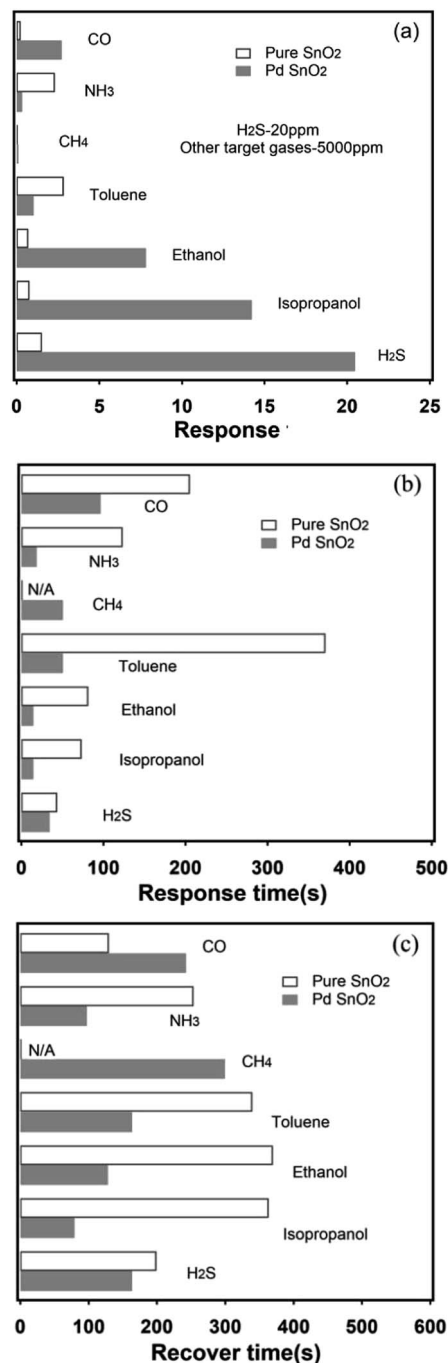 (a)
CO
Pure SnO2
Pd SnO2
NH3
CH4
H2S-20ppm
Other target gases-5000ppm
Toluene
Ethanol
Isopropanol
H2S
0 5 10 15 20 25
Response
(b)
CO
Pure SnO2
Pd SnO2
NH3
N/A
CH4
Toluene
Ethanol
Isopropanol
H2S
0 100 200 300 400 500
Response time(s)
(c)
CO
Pure SnO2
Pd SnO2
NH3
N/A
CH4
Toluene
Ethanol
Isopropanol
H2S
0 100 200 300 400 500 600
Recover time(s)